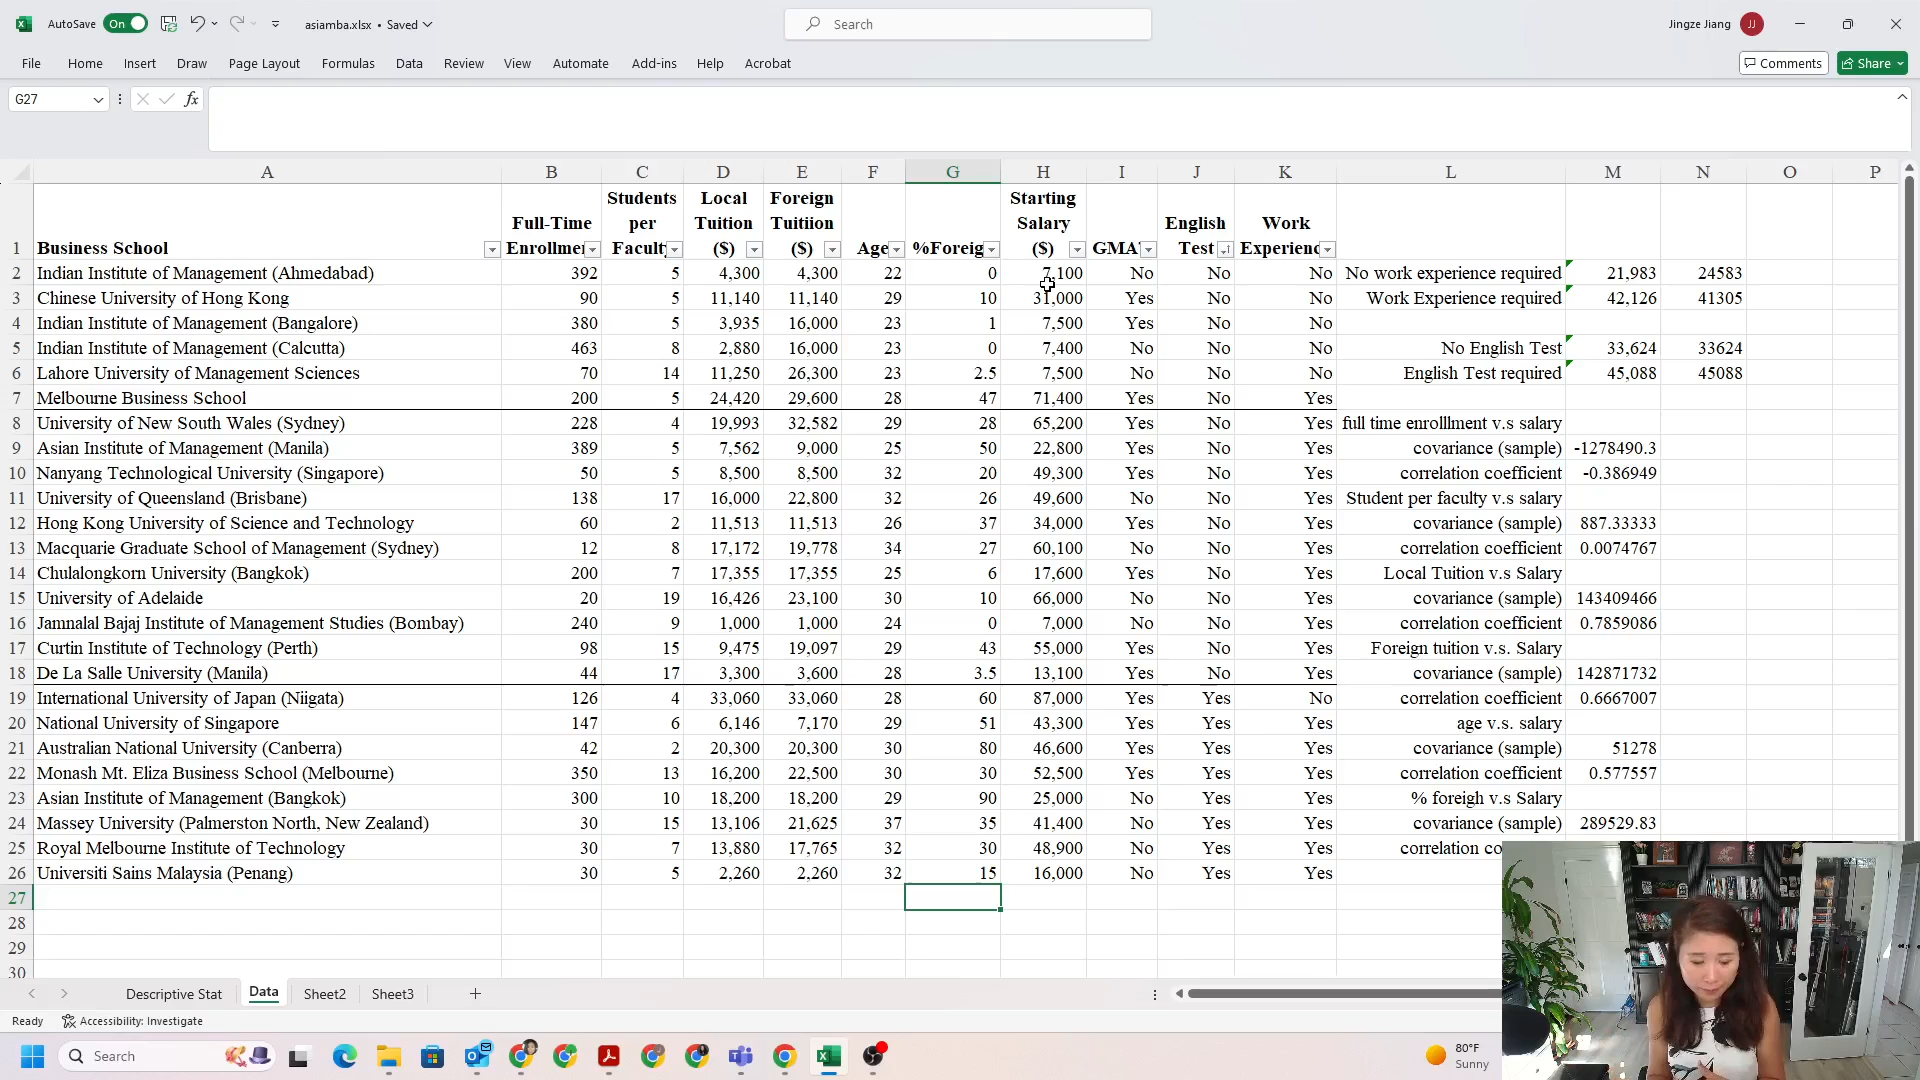 AutoSave On asiamba.xlsx • Saved Search Jingze Jiang JJ
File Home Insert Draw Page Layout Formulas Data Review View Automate Add-ins Help Acrobat Comments Share
G27 fx
A B C D E F G H I J K L M N O P
1 Business School Full-Time Enrollmen Students per Faculty Local Tuition ($) Foreign Tuitiion ($) Age %Foreig Starting Salary ($) GMA English Test Work Experienc
2 Indian Institute of Management (Ahmedabad) 392 5 4,300 4,300 22 0 7,100 No No No No work experience required 21,983 24583
3 Chinese University of Hong Kong 90 5 11,140 11,140 29 10 31,000 Yes No No Work Experience required 42,126 41305
4 Indian Institute of Management (Bangalore) 380 5 3,935 16,000 23 1 7,500 Yes No No
5 Indian Institute of Management (Calcutta) 463 8 2,880 16,000 23 0 7,400 No No No No English Test 33,624 33624
6 Lahore University of Management Sciences 70 14 11,250 26,300 23 2.5 7,500 No No No English Test required 45,088 45088
7 Melbourne Business School 200 5 24,420 29,600 28 47 71,400 Yes No Yes
8 University of New South Wales (Sydney) 228 4 19,993 32,582 29 28 65,200 Yes No Yes full time enrolllment v.s salary
9 Asian Institute of Management (Manila) 389 5 7,562 9,000 25 50 22,800 Yes No Yes covariance (sample) -1278490.3
10 Nanyang Technological University (Singapore) 50 5 8,500 8,500 32 20 49,300 Yes No Yes correlation coefficient -0.386949
11 University of Queensland (Brisbane) 138 17 16,000 22,800 32 26 49,600 No No Yes Student per faculty v.s salary
12 Hong Kong University of Science and Technology 60 2 11,513 11,513 26 37 34,000 Yes No Yes covariance (sample) 887.33333
13 Macquarie Graduate School of Management (Sydney) 12 8 17,172 19,778 34 27 60,100 No No Yes correlation coefficient 0.0074767
14 Chulalongkorn University (Bangkok) 200 7 17,355 17,355 25 6 17,600 Yes No Yes Local Tuition v.s Salary
15 University of Adelaide 20 19 16,426 23,100 30 10 66,000 No No Yes covariance (sample) 143409466
16 Jamnalal Bajaj Institute of Management Studies (Bombay) 240 9 1,000 1,000 24 0 7,000 No No Yes correlation coefficient 0.7859086
17 Curtin Institute of Technology (Perth) 98 15 9,475 19,097 29 43 55,000 Yes No Yes Foreign tuition v.s. Salary
18 De La Salle University (Manila) 44 17 3,300 3,600 28 3.5 13,100 Yes No Yes covariance (sample) 142871732
19 International University of Japan (Niigata) 126 4 33,060 33,060 28 60 87,000 Yes Yes No correlation coefficient 0.6667007
20 National University of Singapore 147 6 6,146 7,170 29 51 43,300 Yes Yes Yes age v.s. salary
21 Australian National University (Canberra) 42 2 20,300 20,300 30 80 46,600 Yes Yes Yes covariance (sample) 51278
22 Monash Mt. Eliza Business School (Melbourne) 350 13 16,200 22,500 30 30 52,500 Yes Yes Yes correlation coefficient 0.577557
23 Asian Institute of Management (Bangkok) 300 10 18,200 18,200 29 90 25,000 No Yes Yes % foreigh v.s Salary
24 Massey University (Palmerston North, New Zealand) 30 15 13,106 21,625 37 35 41,400 No Yes Yes covariance (sample) 289529.83
25 Royal Melbourne Institute of Technology 30 7 13,880 17,765 32 30 48,900 No Yes Yes correlation co
26 Universiti Sains Malaysia (Penang) 30 5 2,260 2,260 32 15 16,000 No Yes Yes
27
28
29
30
Descriptive Stat Data Sheet2 Sheet3
Ready Accessibility: Investigate
Search 80°F
Sunny